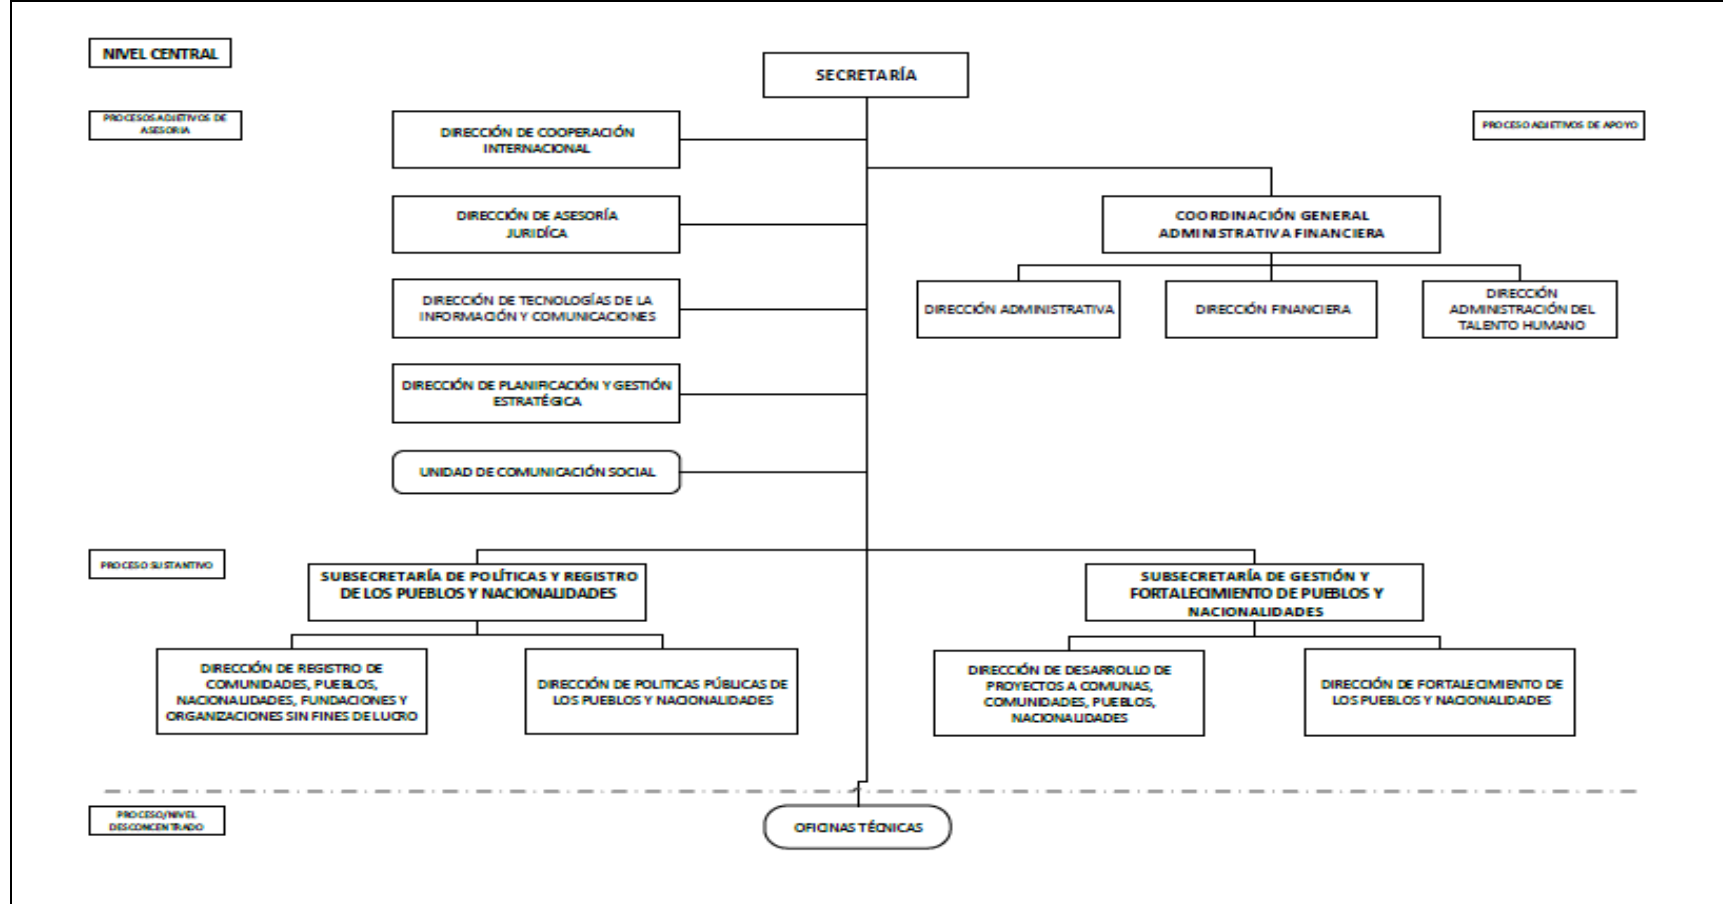 NIVEL CENTRAL
SECRETARÍA
PROCESOS ADJETIVOS DE
ASESORIA
PROCESO ADJETIVOS DE APOYO
DIRECCIÓN DE COOPERACIÓN
INTERNACIONAL
DIRECCIÓN DE ASESORÍA
JURIDÍCA
COORDINACIÓN GENERAL
ADMINISTRATIVA FINANCIERA
DIRECCIÓN DE TECNOLOGÍAS DE LA
INFORMACIÓN Y COMUNICACIONES
DIRECCIÓN ADMINISTRATIVA
DIRECCIÓN FINANCIERA
DIRECCIÓN
ADMINISTRACIÓN DEL
TALENTO HUMANO
DIRECCIÓN DE PLANIFICACIÓN Y GESTIÓN
ESTRATÉGICA
UNIDAD DE COMUNICACIÓN SOCIAL
PROCESO SUSTANTIVO
SUBSECRETARÍA DE POLÍTICAS Y REGISTRO
DE LOS PUEBLOS Y NACIONALIDADES
SUBSECRETARÍA DE GESTIÓN Y
FORTALECIMIENTO DE PUEBLOS Y
NACIONALIDADES
DIRECCIÓN DE REGISTRO DE
COMUNIDADES, PUEBLOS,
NACIONALIDADES, FUNDACIONES Y
ORGANIZACIONES SIN FINES DE LUCRO
DIRECCIÓN DE POLITICAS PÚBLICAS DE
LOS PUEBLOS Y NACIONALIDADES
DIRECCIÓN DE DESARROLLO DE
PROYECTOS A COMUNAS,
COMUNIDADES, PUEBLOS,
NACIONALIDADES
DIRECCIÓN DE FORTALECIMIENTO DE
LOS PUEBLOS Y NACIONALIDADES
PROCESO/NIVEL
DESCONCENTRADO
OFICINAS TÉCNICAS